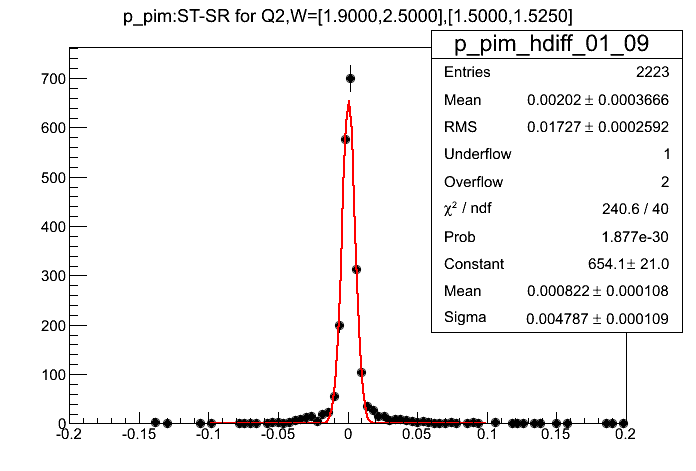 p_pim:ST-SR for Q2,W=[1.9000,2.5000],[1.5000,1.5250]
p_pim_hdiff_01_09
Entries 2223
Mean 0.00202 ± 0.0003666
RMS 0.01727 ± 0.0002592
Underflow 1
Overflow 2
χ² / ndf 240.6 / 40
Prob 1.877e-30
Constant 654.1 ± 21.0
Mean 0.000822 ± 0.000108
Sigma 0.004787 ± 0.000109
700
600
500
400
300
200
100
0
-0.2 -0.15 -0.1 -0.05 0 0.05 0.1 0.15 0.2